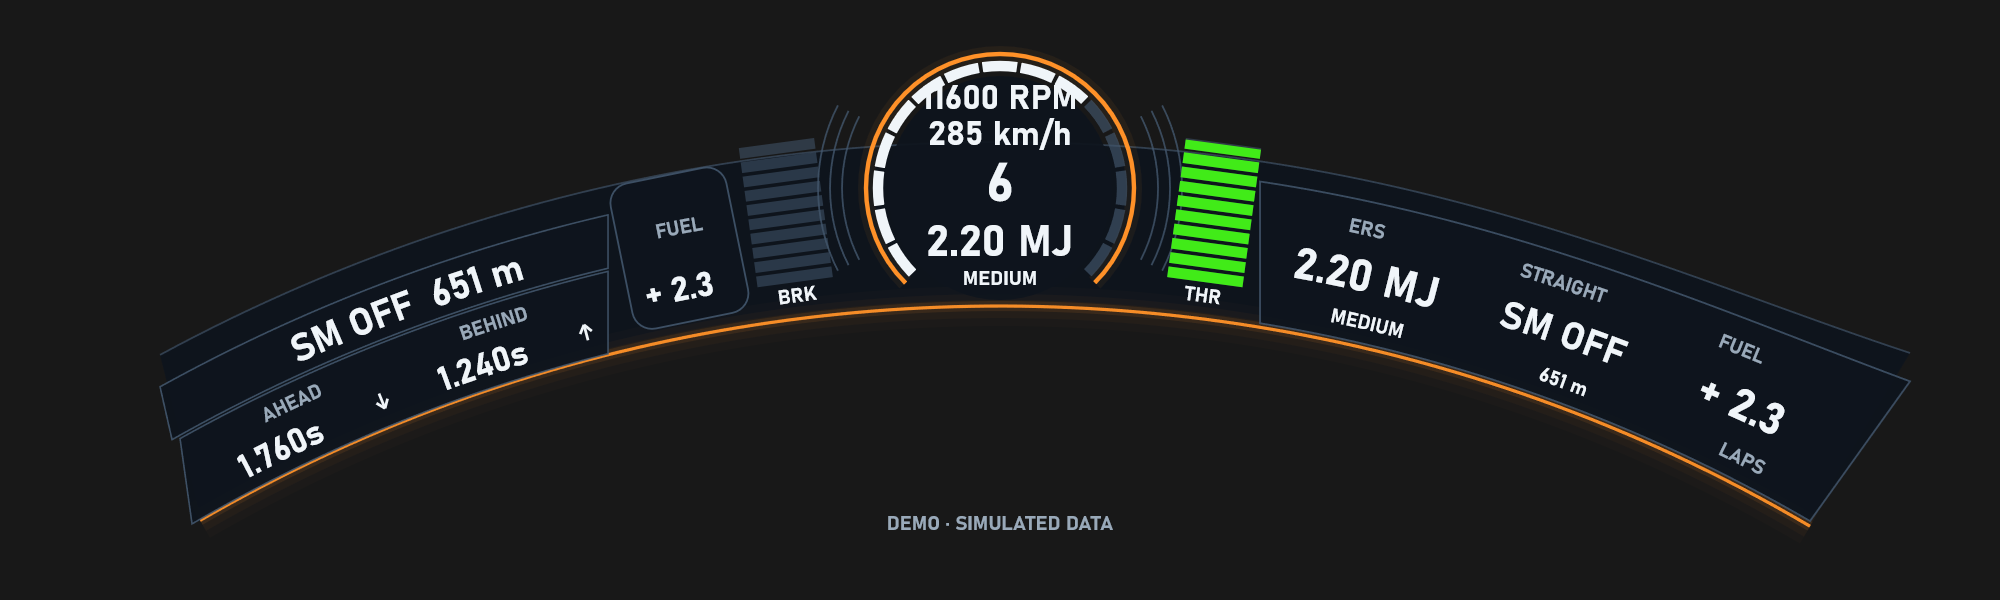 SM OFF 651 m
AHEAD
1.760s
↓
BEHIND
1.240s
↑
FUEL
+ 2.3
BRK
11600 RPM
285 km/h
6
2.20 MJ
MEDIUM
THR
ERS
2.20 MJ
MEDIUM
STRAIGHT
SM OFF
651 m
FUEL
+ 2.3
LAPS
DEMO · SIMULATED DATA